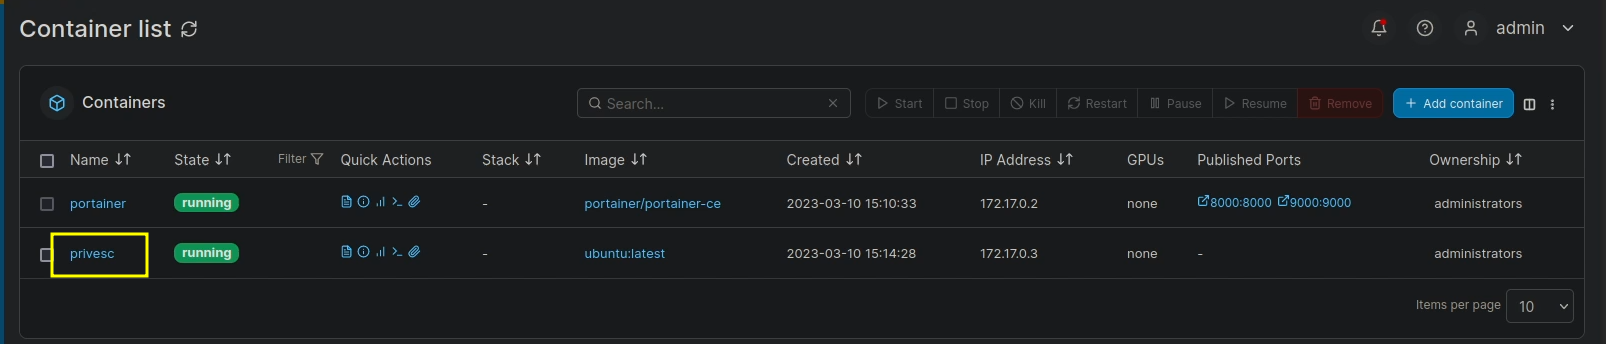 Container list
admin
Containers
Search...
Start Stop Kill Restart Pause Resume Remove
+ Add container
Name State Filter Quick Actions Stack Image Created IP Address GPUs Published Ports Ownership
portainer running - portainer/portainer-ce 2023-03-10 15:10:33 172.17.0.2 none 8000:8000 9000:9000 administrators
privesc running - ubuntu:latest 2023-03-10 15:14:28 172.17.0.3 none - administrators
Items per page 10